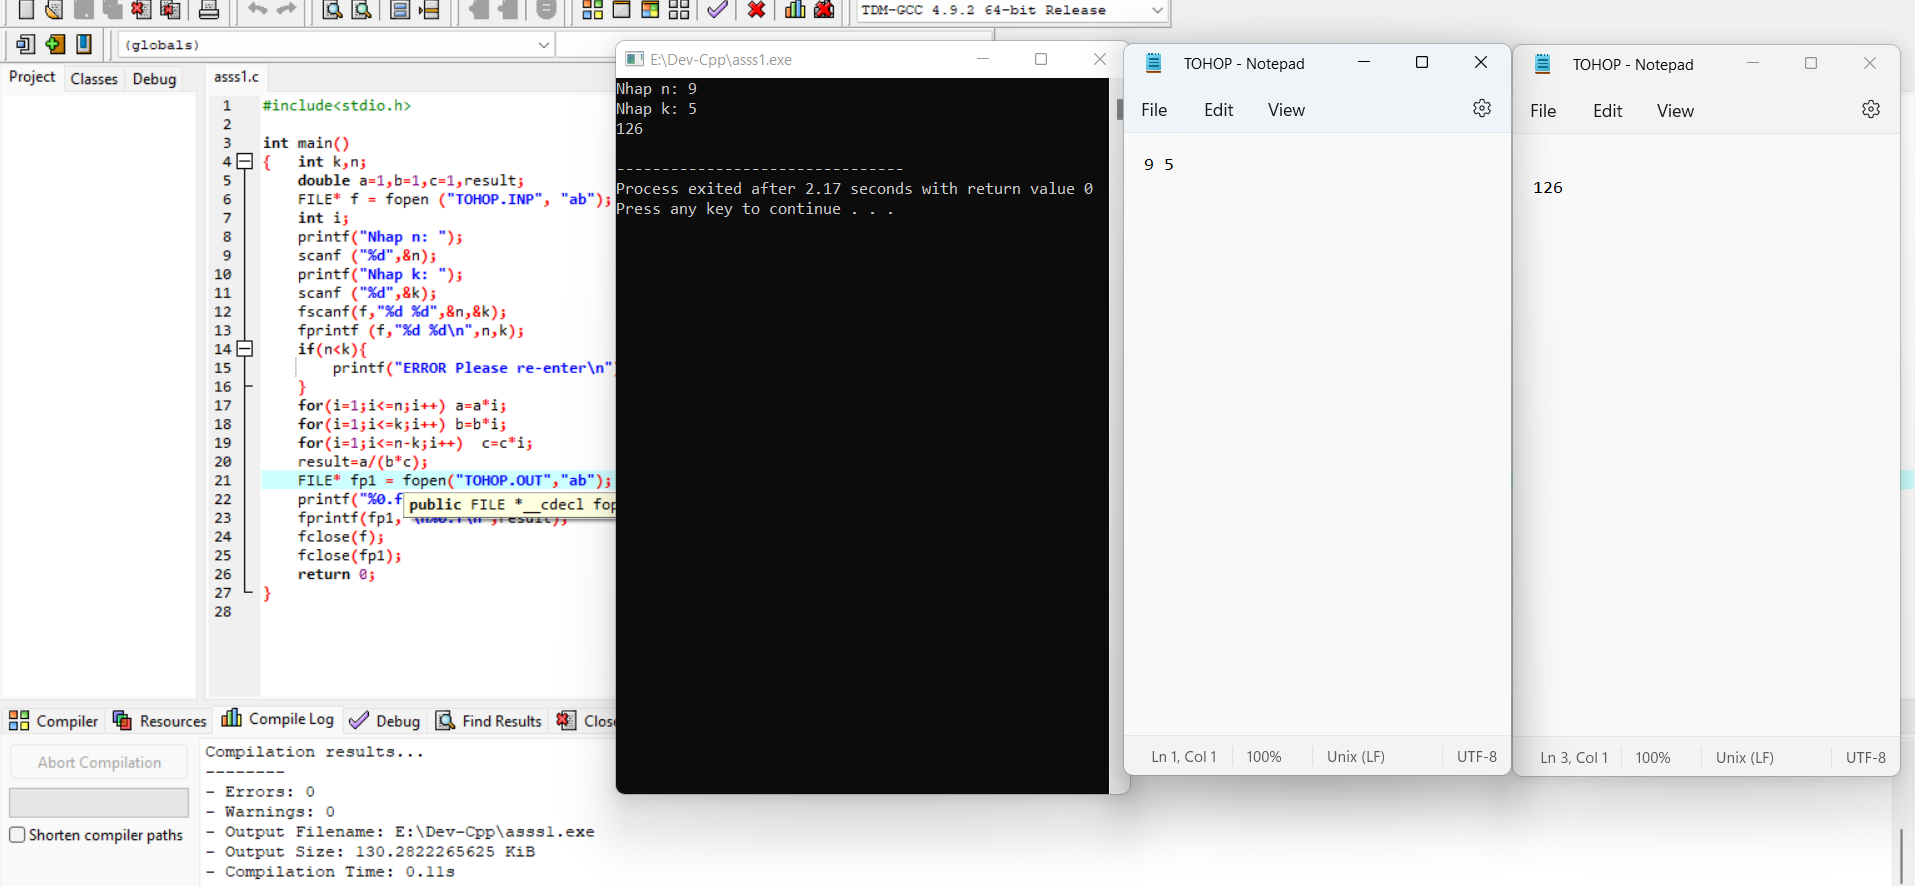 TDM-GCC 4.9.2 64-bit Release
(globals)
Project Classes Debug
asss1.c
1 #include<stdio.h>
2
3 int main()
4 { int k,n;
5 double a=1,b=1,c=1,result;
6 FILE* f = fopen ("TOHOP.INP", "ab");
7 int i;
8 printf("Nhap n: ");
9 scanf ("%d",&n);
10 printf("Nhap k: ");
11 scanf ("%d",&k);
12 fscanf(f,"%d %d",&n,&k);
13 fprintf (f,"%d %d\n",n,k);
14 if(n<k){
15 printf("ERROR Please re-enter\n"
16 }
17 for(i=1;i<=n;i++) a=a*i;
18 for(i=1;i<=k;i++) b=b*i;
19 for(i=1;i<=n-k;i++) c=c*i;
20 result=a/(b*c);
21 FILE* fp1 = fopen("TOHOP.OUT","ab");
22 printf("%0.f
public FILE *__cdecl fop
23 fprintf(fp1,
24 fclose(f);
25 fclose(fp1);
26 return 0;
27 }
28
E:\Dev-Cpp\asss1.exe
Nhap n: 9
Nhap k: 5
126
--------------------------------
Process exited after 2.17 seconds with return value 0
Press any key to continue . . .
TOHOP - Notepad
File Edit View
9 5
Ln 1, Col 1 100% Unix (LF) UTF-8
TOHOP - Notepad
File Edit View
126
Ln 3, Col 1 100% Unix (LF) UTF-8
Compiler Resources Compile Log Debug Find Results Close
Abort Compilation
Shorten compiler paths
Compilation results...
--------
- Errors: 0
- Warnings: 0
- Output Filename: E:\Dev-Cpp\asss1.exe
- Output Size: 130.2822265625 KiB
- Compilation Time: 0.11s